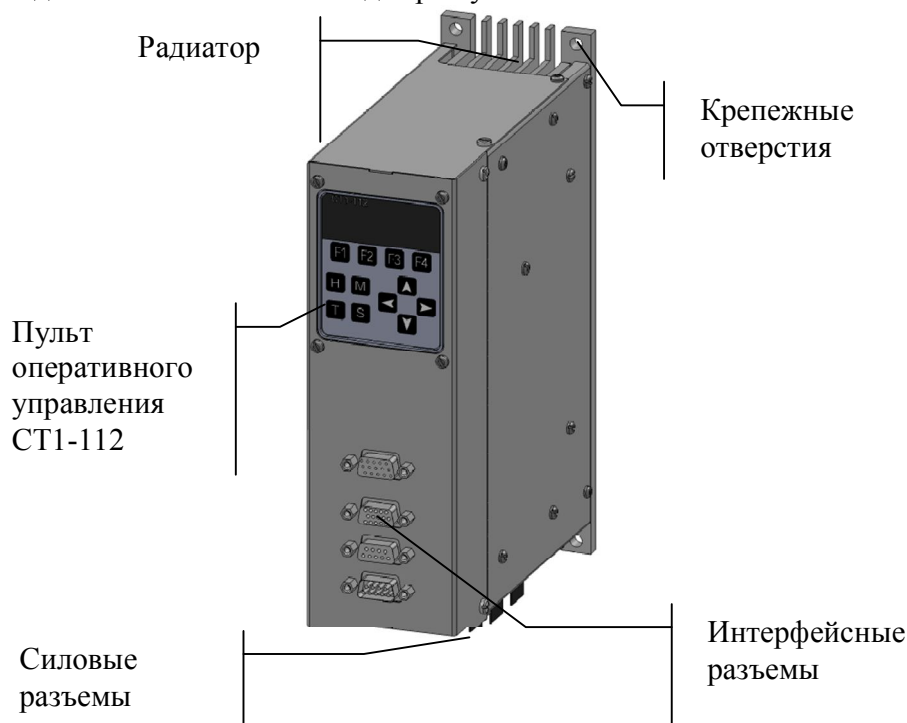 Радиатор
Крепежные
отверстия
F1 F2 F3 F4
H M
T S
Пульт
оперативного
управления
СТ1-112
Интерфейсные
разъемы
Силовые
разъемы